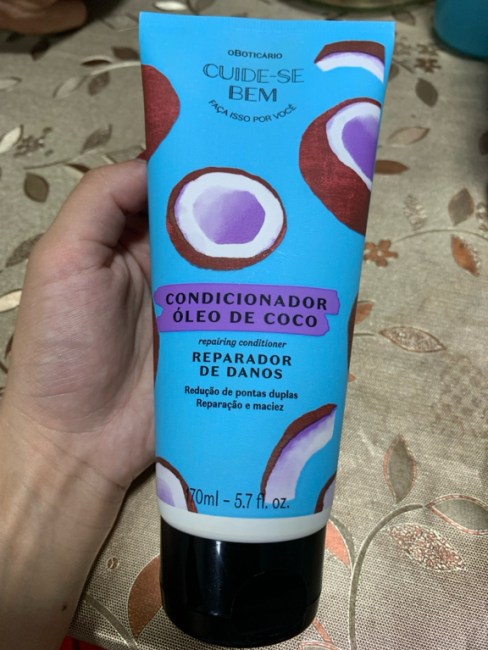 oBoticário
CUIDE-SE
BEM
FAÇA ISSO POR VOCÊ
CONDICIONADOR
ÓLEO DE COCO
repairing conditioner
REPARADOR
DE DANOS
Redução de pontas duplas
Reparação e maciez
170ml - 5.7 fl. oz.